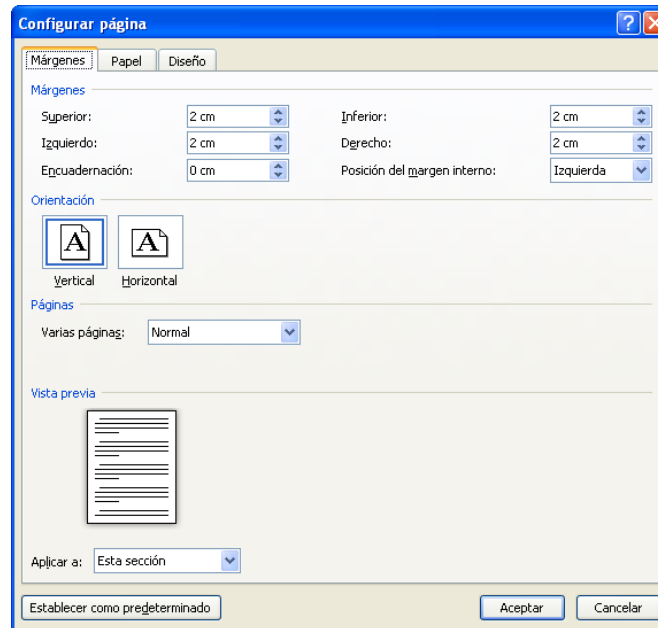 Configurar página
Márgenes Papel Diseño
Márgenes
Superior: 2 cm Inferior: 2 cm
Izquierdo: 2 cm Derecho: 2 cm
Encuadernación: 0 cm Posición del margen interno: Izquierda
Orientación
A A
Vertical Horizontal
Páginas
Varias páginas: Normal
Vista previa
Aplicar a: Esta sección
Establecer como predeterminado Aceptar Cancelar